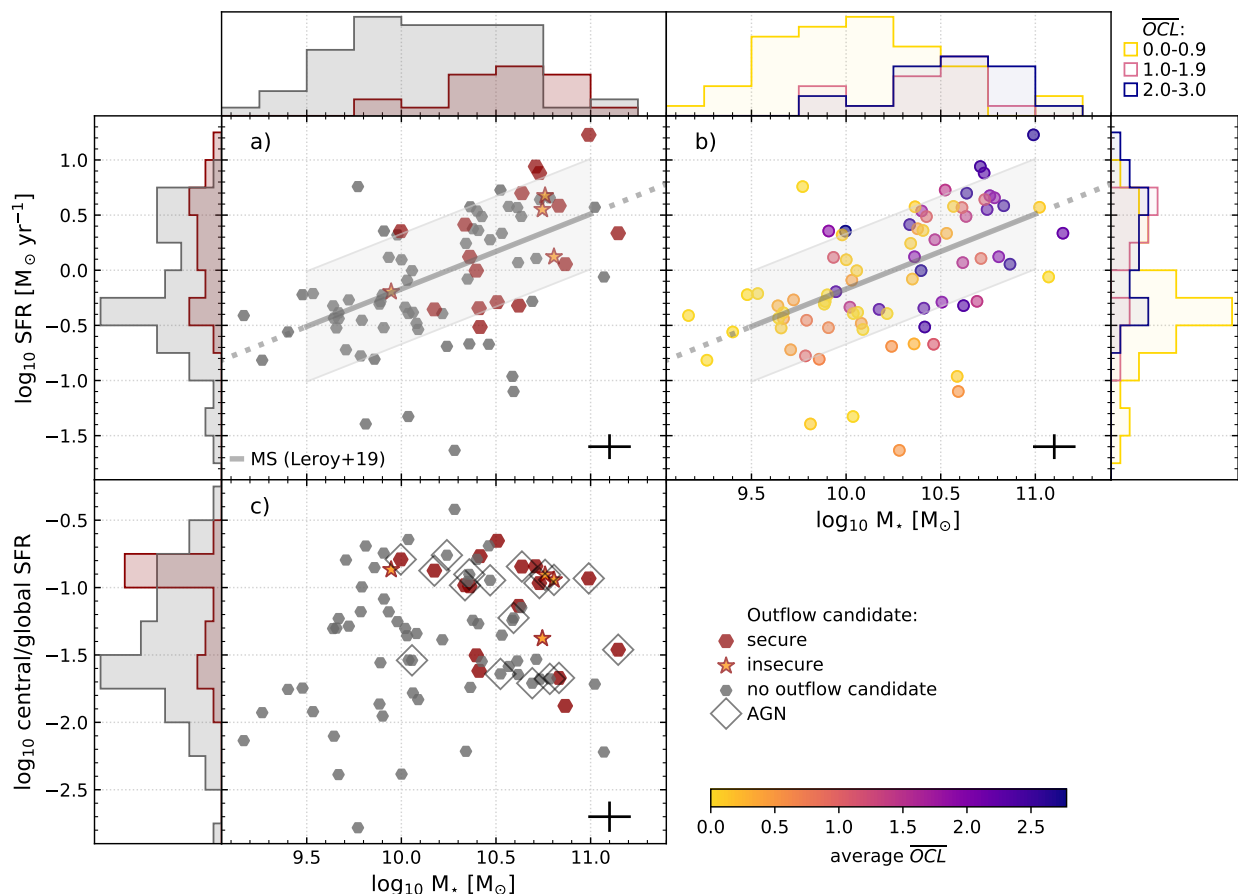 OCL:
0.0-0.9
1.0-1.9
2.0-3.0
a)
b)
log₁₀ SFR [M⊙ yr⁻¹]
1.0
0.5
0.0
−0.5
−1.0
−1.5
MS (Leroy+19)
9.5 10.0 10.5 11.0
log₁₀ M⋆ [M⊙]
c)
log₁₀ central/global SFR
−0.5
−1.0
−1.5
−2.0
−2.5
9.5 10.0 10.5 11.0
log₁₀ M⋆ [M⊙]
Outflow candidate:
secure
insecure
no outflow candidate
AGN
0.0 0.5 1.0 1.5 2.0 2.5
average OCL